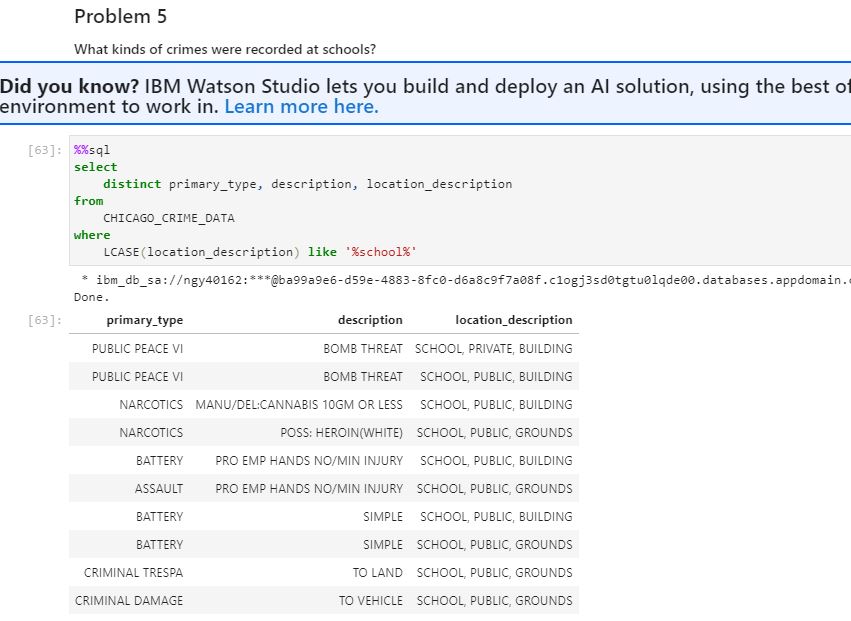 Problem 5
What kinds of crimes were recorded at schools?
Did you know? IBM Watson Studio lets you build and deploy an AI solution, using the best of
environment to work in. Learn more here.
[63]: %%sql
select
distinct primary_type, description, location_description
from
CHICAGO_CRIME_DATA
where
LCASE(location_description) like '%school%'
* ibm_db_sa://ngy40162:***@ba99a9e6-d59e-4883-8fc0-d6a8c9f7a08f.c1ogj3sd0tgtu0lqde00.databases.appdomain.
Done.
[63]: primary_type description location_description
PUBLIC PEACE VI BOMB THREAT SCHOOL, PRIVATE, BUILDING
PUBLIC PEACE VI BOMB THREAT SCHOOL, PUBLIC, BUILDING
NARCOTICS MANU/DEL:CANNABIS 10GM OR LESS SCHOOL, PUBLIC, BUILDING
NARCOTICS POSS: HEROIN(WHITE) SCHOOL, PUBLIC, GROUNDS
BATTERY PRO EMP HANDS NO/MIN INJURY SCHOOL, PUBLIC, BUILDING
ASSAULT PRO EMP HANDS NO/MIN INJURY SCHOOL, PUBLIC, GROUNDS
BATTERY SIMPLE SCHOOL, PUBLIC, BUILDING
BATTERY SIMPLE SCHOOL, PUBLIC, GROUNDS
CRIMINAL TRESPA TO LAND SCHOOL, PUBLIC, GROUNDS
CRIMINAL DAMAGE TO VEHICLE SCHOOL, PUBLIC, GROUNDS